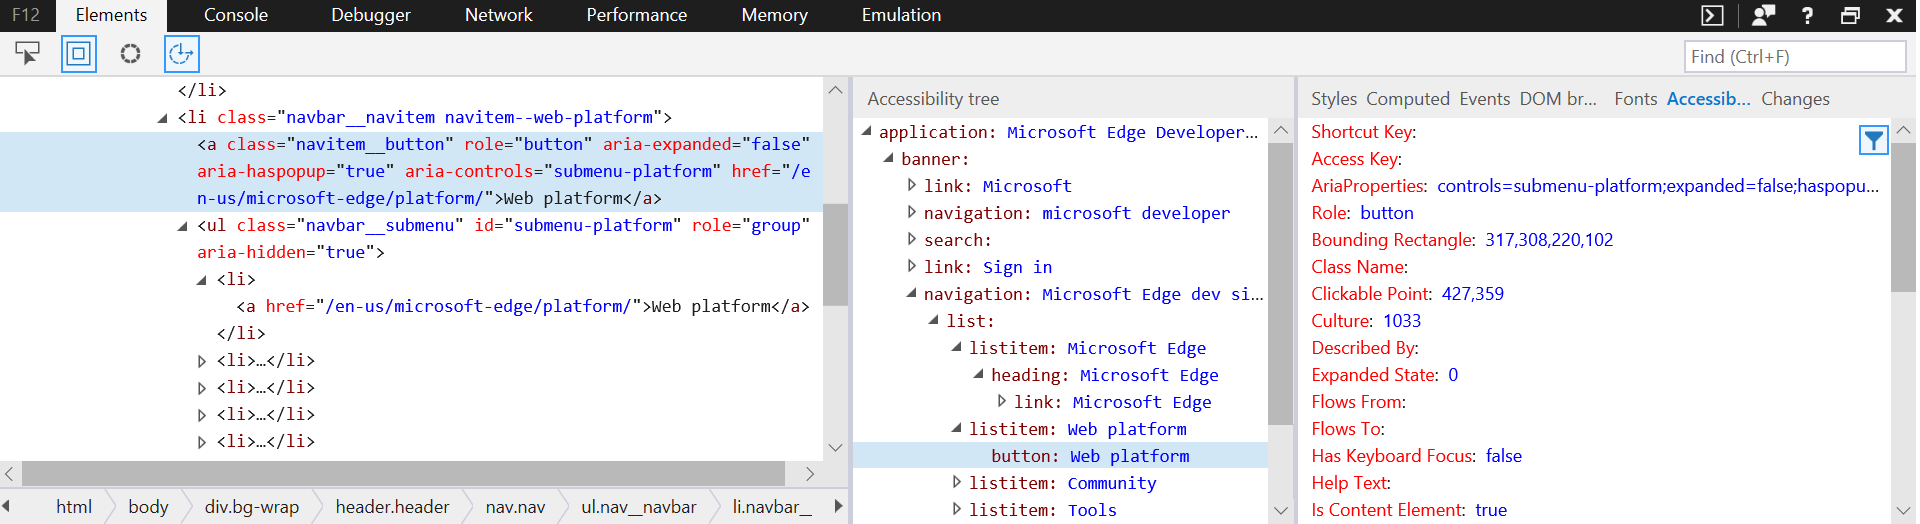 F12 Elements Console Debugger Network Performance Memory Emulation ?
Find (Ctrl+F)
</li>
<li class="navbar__navitem navitem--web-platform">
<a class="navitem__button" role="button" aria-expanded="false"
aria-haspopup="true" aria-controls="submenu-platform" href="/e
n-us/microsoft-edge/platform/">Web platform</a>
<ul class="navbar__submenu" id="submenu-platform" role="group"
aria-hidden="true">
<li>
<a href="/en-us/microsoft-edge/platform/">Web platform</a>
</li>
<li>…</li>
<li>…</li>
<li>…</li>
<li>…</li>
html body div.bg-wrap header.header nav.nav ul.nav__navbar li.navbar__
Accessibility tree
application: Microsoft Edge Developer...
banner:
link: Microsoft
navigation: microsoft developer
search:
link: Sign in
navigation: Microsoft Edge dev si...
list:
listitem: Microsoft Edge
heading: Microsoft Edge
link: Microsoft Edge
listitem: Web platform
button: Web platform
listitem: Community
listitem: Tools
Styles Computed Events DOM br... Fonts Accessib... Changes
Shortcut Key:
Access Key:
AriaProperties: controls=submenu-platform;expanded=false;haspopu...
Role: button
Bounding Rectangle: 317,308,220,102
Class Name:
Clickable Point: 427,359
Culture: 1033
Described By:
Expanded State: 0
Flows From:
Flows To:
Has Keyboard Focus: false
Help Text:
Is Content Element: true